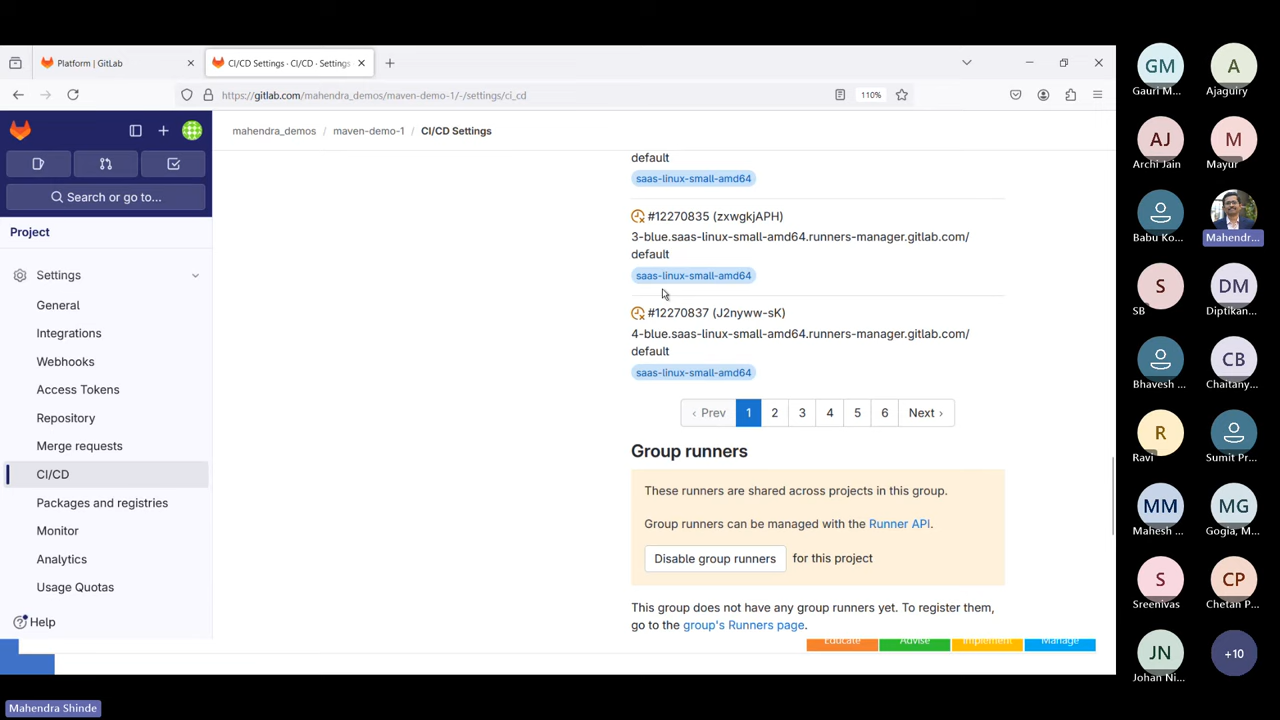 Platform | GitLab
CI/CD Settings · CI/CD · Settings
https://gitlab.com/mahendra_demos/maven-demo-1/-/settings/ci_cd
110%
mahendra_demos / maven-demo-1 / CI/CD Settings
Search or go to...
Project
Settings
General
Integrations
Webhooks
Access Tokens
Repository
Merge requests
CI/CD
Packages and registries
Monitor
Analytics
Usage Quotas
Help
default
saas-linux-small-amd64
#12270835 (zxwgkjAPH)
3-blue.saas-linux-small-amd64.runners-manager.gitlab.com/
default
saas-linux-small-amd64
#12270837 (J2nyww-sK)
4-blue.saas-linux-small-amd64.runners-manager.gitlab.com/
default
saas-linux-small-amd64
‹ Prev 1 2 3 4 5 6 Next ›
Group runners
These runners are shared across projects in this group.
Group runners can be managed with the Runner API.
Disable group runners for this project
This group does not have any group runners yet. To register them,
go to the group's Runners page.
Educate Advise Implement Manage
GM A
Gauri M... Ajaguiry
AJ M
Archi Jain Mayur
Babu Ko... Mahendr...
S DM
SB Diptikan...
CB
Bhavesh ... Chaitany...
R
Ravi Sumit Pr...
MM MG
Mahesh ... Gogia, M...
S CP
Sreenivas Chetan P...
JN +10
Johan Ni...
Mahendra Shinde